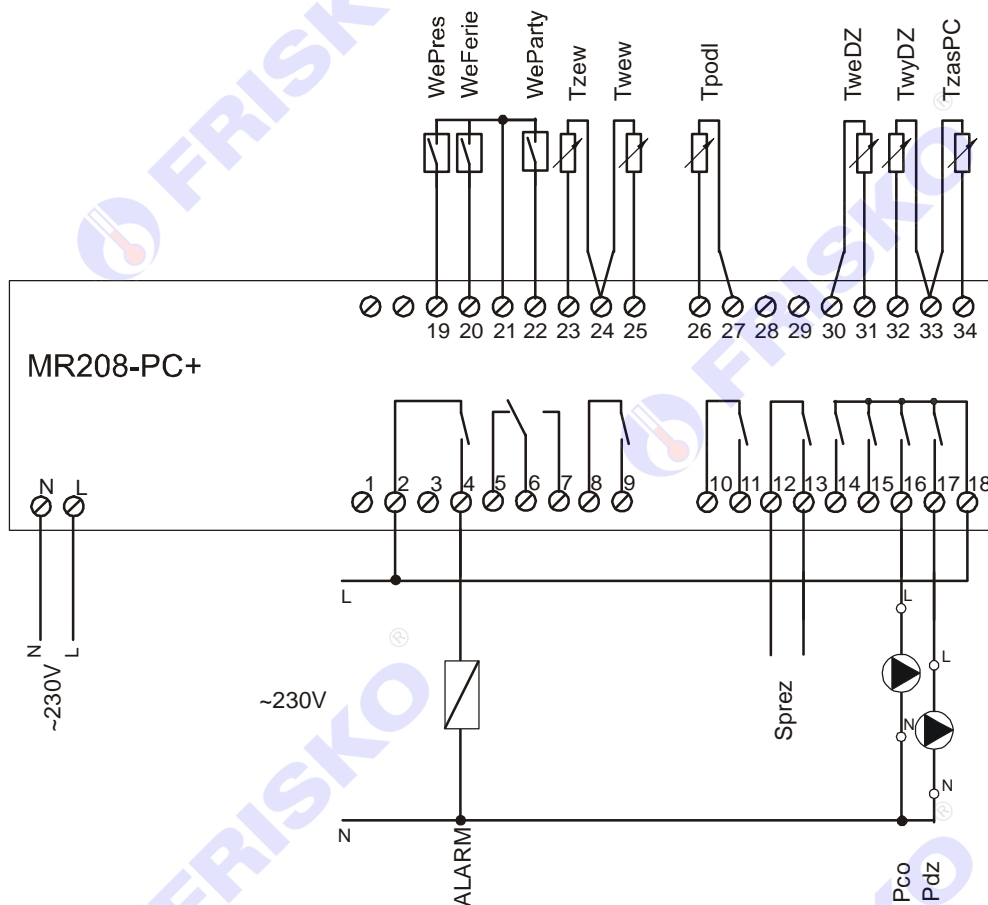 FRISKO
®
WePres
WeFerie
WeParty
Tzew
Twew
Tpodl
TweDZ
TwyDZ
TzasPC
19 20 21 22 23 24 25 26 27 28 29 30 31 32 33 34
MR208-PC+
FRISKO
N L
1 2 3 4 5 6 7 8 9 10 11 12 13 14 15 16 17 18
L
L
L
N L
~230V
®
~230V
Sprez
N
N
®
N
ALARM
Pco
Pdz
FRISKO
SKO